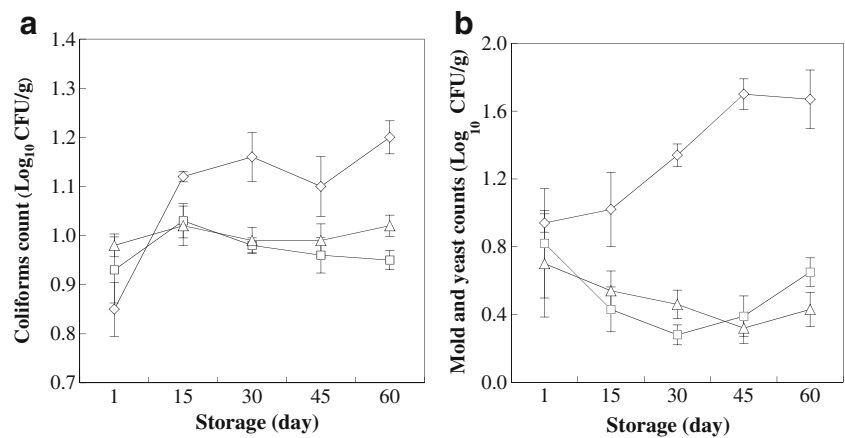 a
1.4
1.3
1.2
1.1
1.0
0.9
0.8
0.7
Coliforms count (Log10 CFU/g)
1 15 30 45 60
Storage (day)
b
2.0
1.6
1.2
0.8
0.4
0.0
Mold and yeast counts (Log10 CFU/g)
1 15 30 45 60
Storage (day)